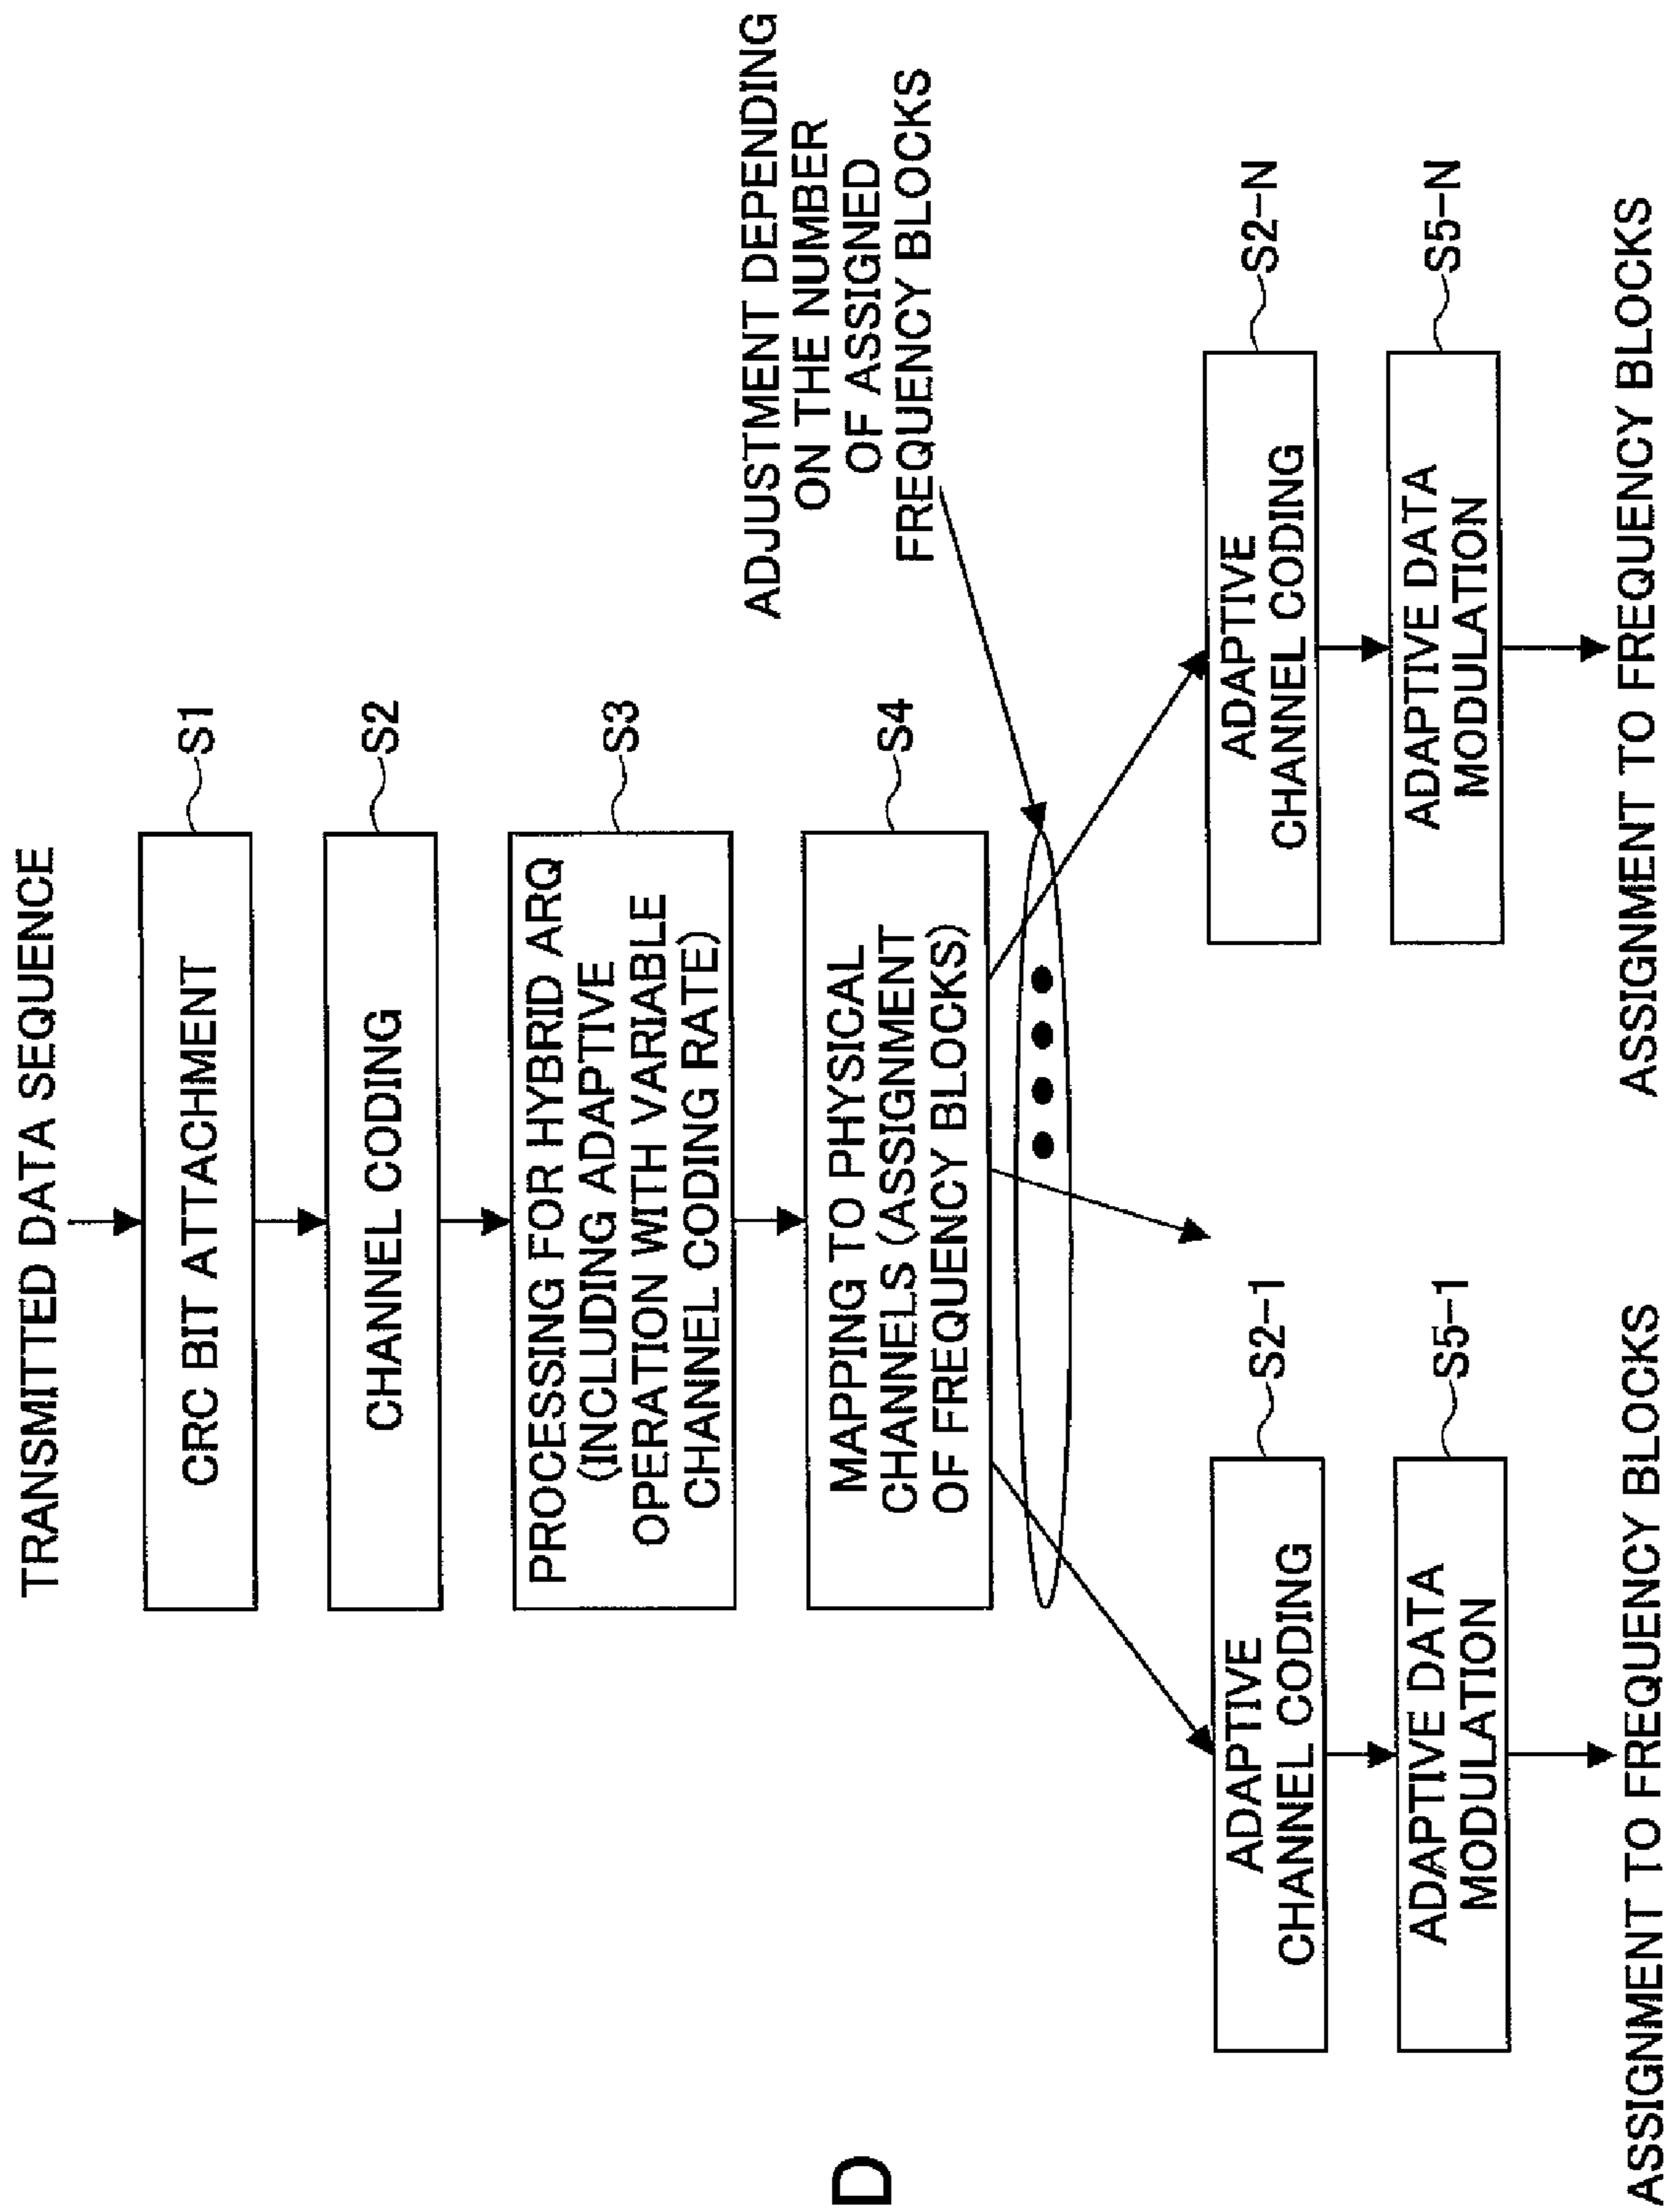 D
TRANSMITTED DATA SEQUENCE
CRC BIT ATTACHMENT
S1
CHANNEL CODING
S2
PROCESSING FOR HYBRID ARQ
(INCLUDING ADAPTIVE
OPERATION WITH VARIABLE
CHANNEL CODING RATE)
S3
MAPPING TO PHYSICAL
CHANNELS (ASSIGNMENT
OF FREQUENCY BLOCKS)
S4
ADJUSTMENT DEPENDING
ON THE NUMBER
OF ASSIGNED
FREQUENCY BLOCKS
ADAPTIVE
CHANNEL CODING
S2-1
ADAPTIVE DATA
MODULATION
S5-1
ASSIGNMENT TO FREQUENCY BLOCKS
ADAPTIVE
CHANNEL CODING
S2-N
ADAPTIVE DATA
MODULATION
S5-N
ASSIGNMENT TO FREQUENCY BLOCKS